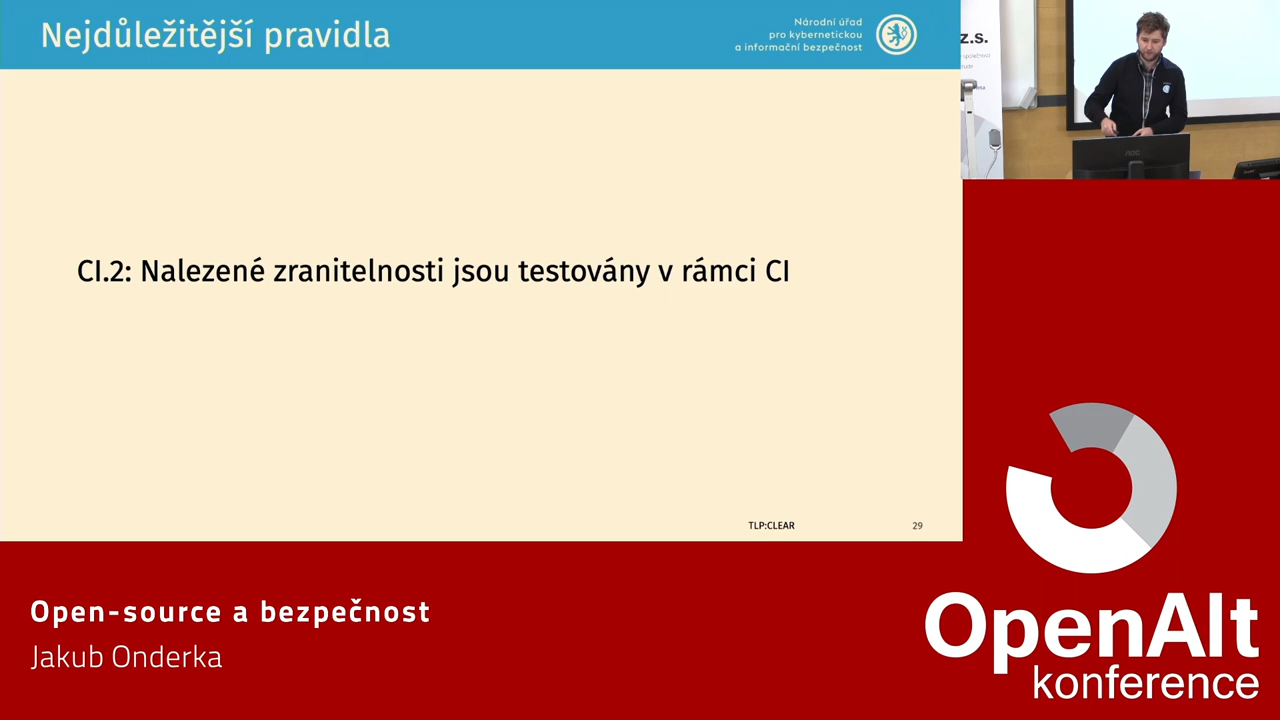 Nejdůležitější pravidla
Národní úřad
pro kybernetickou
a informační bezpečnost
z.s.
CI.2: Nalezené zranitelnosti jsou testovány v rámci CI
TLP:CLEAR
29
Open-source a bezpečnost
Jakub Onderka
OpenAlt
konference
AOC